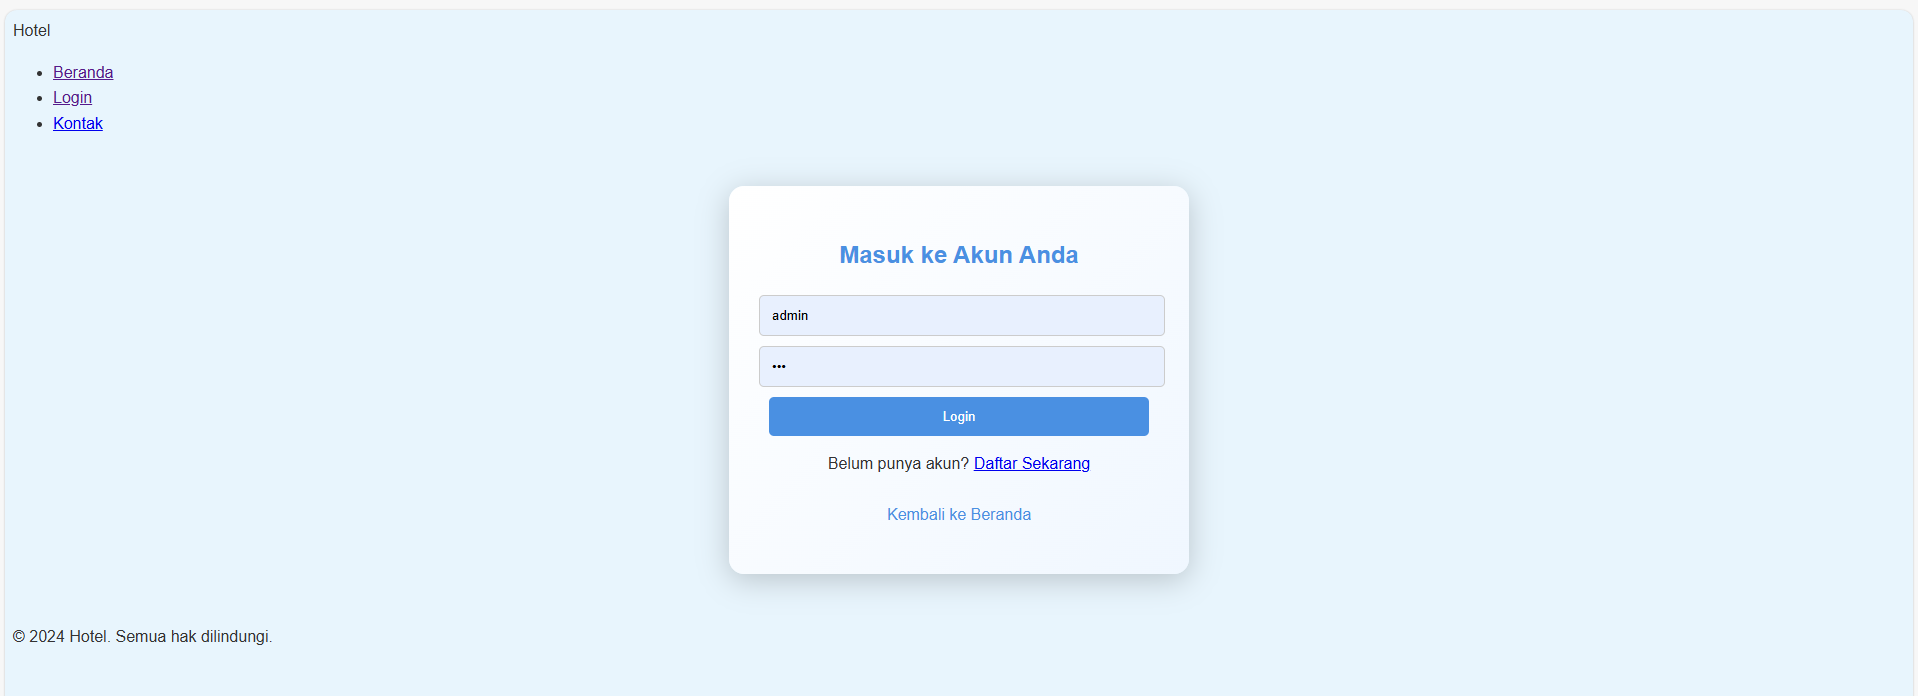 Hotel
Beranda
Login
Kontak
Masuk ke Akun Anda
admin
•••
Login
Belum punya akun? Daftar Sekarang
Kembali ke Beranda
© 2024 Hotel. Semua hak dilindungi.